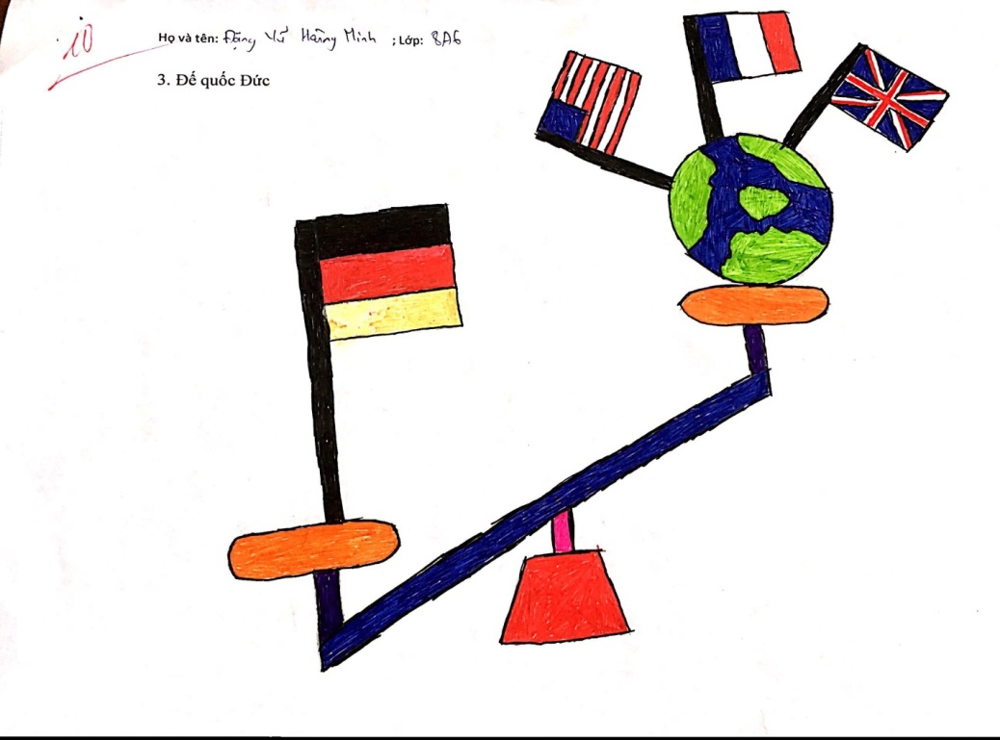 10
Họ và tên: Đặng Vũ Hoàng Minh ; Lớp: 8A6
3. Đế quốc Đức